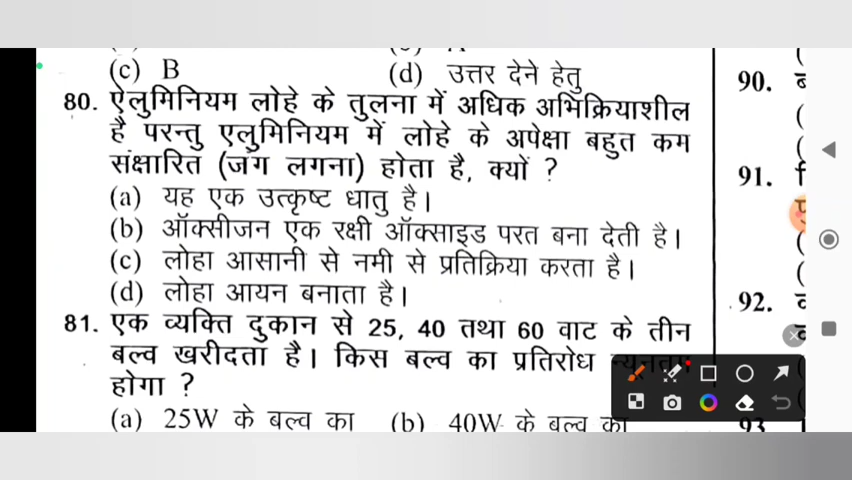 (c) B (d) उत्तर देने हेतु
80. ऐलुमिनियम लोहे के तुलना में अधिक अभिक्रियाशील
है परन्तु एलुमिनियम में लोहे के अपेक्षा बहुत कम
संक्षारित (जंग लगना) होता है, क्यों ?
(a) यह एक उत्कृष्ट धातु है।
(b) ऑक्सीजन एक रक्षी ऑक्साइड परत बना देती है।
(c) लोहा आसानी से नमी से प्रतिक्रिया करता है।
(d) लोहा आयन बनाता है।
81. एक व्यक्ति दुकान से 25, 40 तथा 60 वाट के तीन
बल्व खरीदता है। किस बल्व का प्रतिरोध न्यूनतम
होगा ?
(a) 25W के बल्व का (b) 40W के बल्व का
90.
91.
92.
93